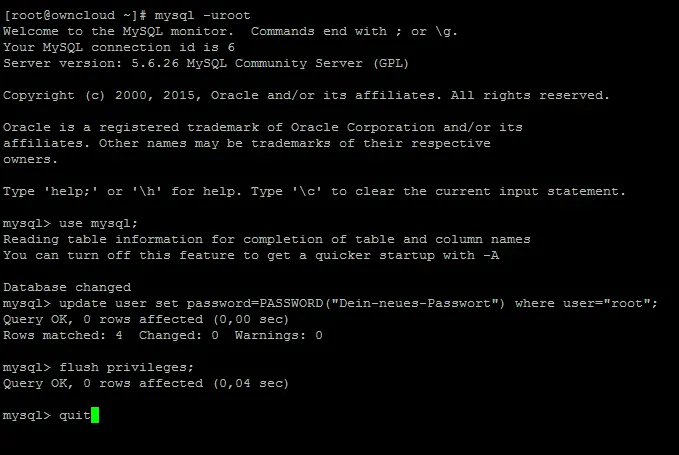 [root@owncloud ~]# mysql -uroot
Welcome to the MySQL monitor.  Commands end with ; or \g.
Your MySQL connection id is 6
Server version: 5.6.26 MySQL Community Server (GPL)
Copyright (c) 2000, 2015, Oracle and/or its affiliates. All rights reserved.
Oracle is a registered trademark of Oracle Corporation and/or its
affiliates. Other names may be trademarks of their respective
owners.
Type 'help;' or '\h' for help. Type '\c' to clear the current input statement.
mysql> use mysql;
Reading table information for completion of table and column names
You can turn off this feature to get a quicker startup with -A
Database changed
mysql> update user set password=PASSWORD("Dein-neues-Passwort") where user="root";
Query OK, 0 rows affected (0,00 sec)
Rows matched: 4  Changed: 0  Warnings: 0
mysql> flush privileges;
Query OK, 0 rows affected (0,04 sec)
mysql> quit